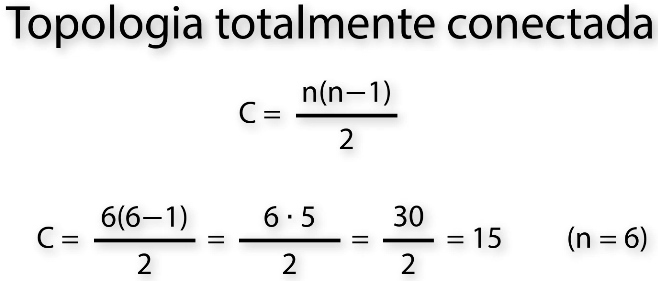 Topologia totalmente conectada
C = n(n−1) / 2
C = 6(6−1) / 2 = 6 · 5 / 2 = 30 / 2 = 15 (n = 6)